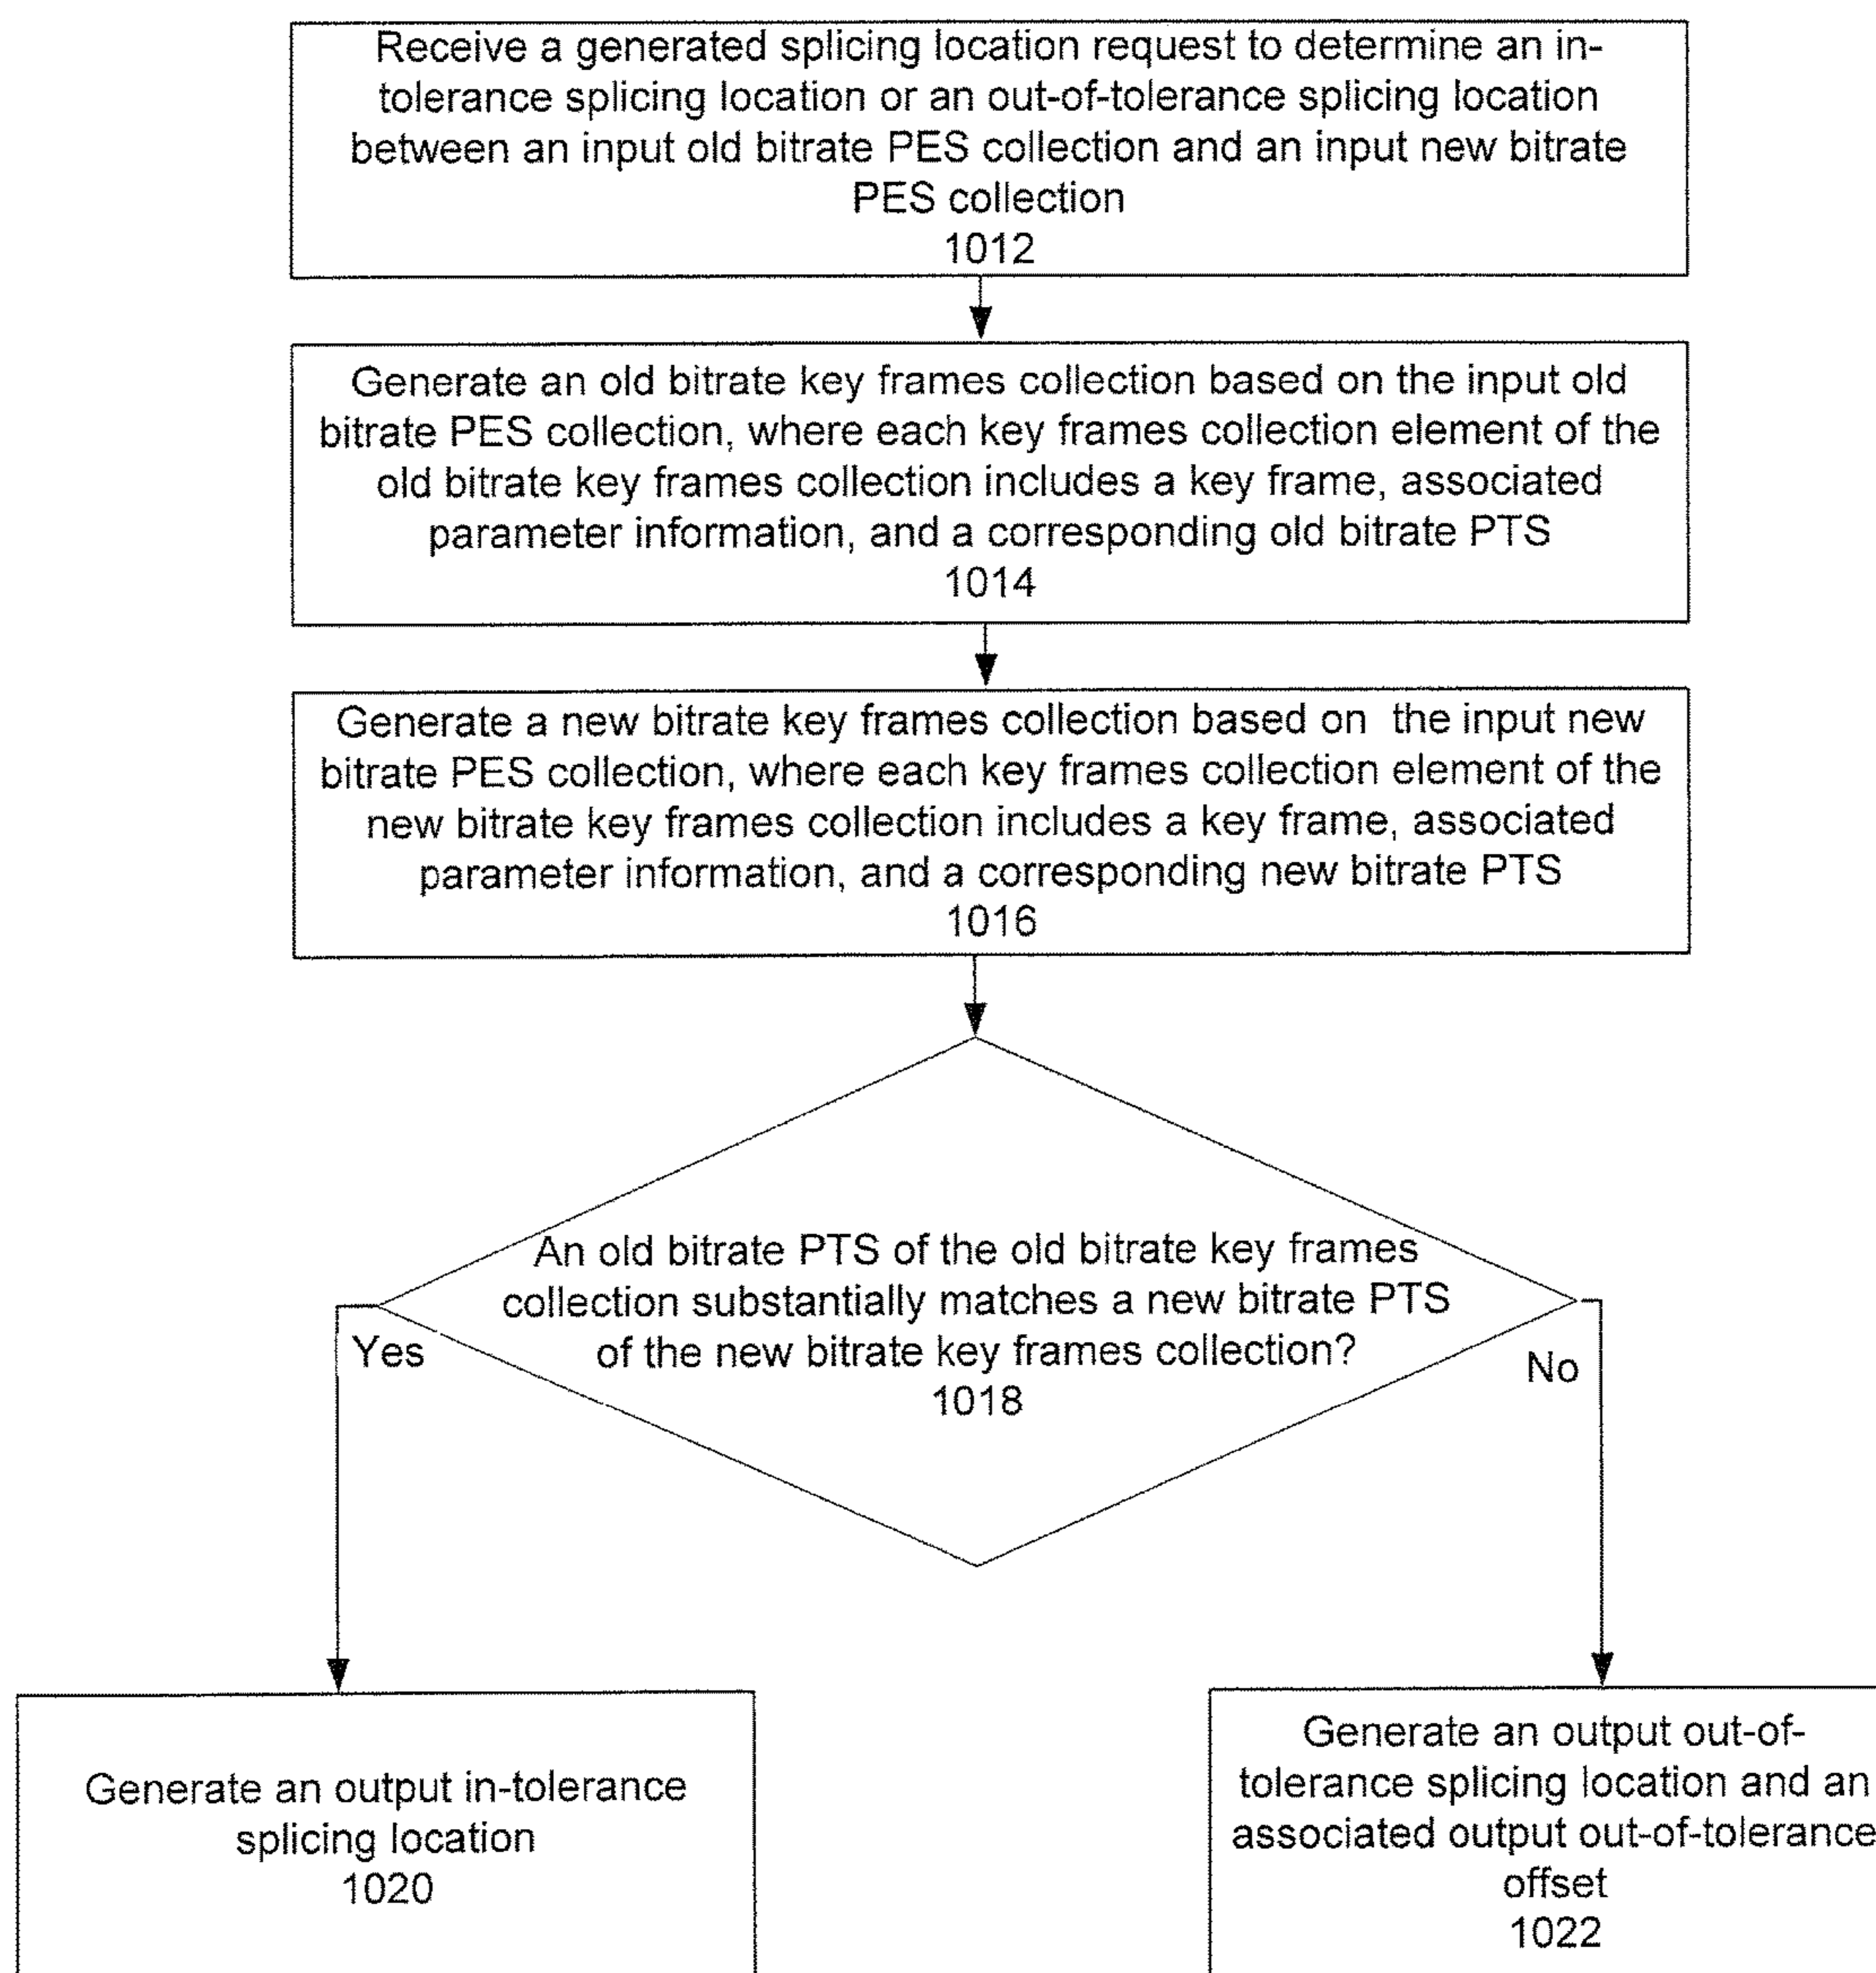 Receive a generated splicing location request to determine an in-
tolerance splicing location or an out-of-tolerance splicing location
between an input old bitrate PES collection and an input new bitrate
PES collection
1012
Generate an old bitrate key frames collection based on the input old
bitrate PES collection, where each key frames collection element of the
old bitrate key frames collection includes a key frame, associated
parameter information, and a corresponding old bitrate PTS
1014
Generate a new bitrate key frames collection based on the input new
bitrate PES collection, where each key frames collection element of the
new bitrate key frames collection includes a key frame, associated
parameter information, and a corresponding new bitrate PTS
1016
An old bitrate PTS of the old bitrate key frames
collection substantially matches a new bitrate PTS
of the new bitrate key frames collection?
1018
Yes
No
Generate an output in-tolerance
splicing location
1020
Generate an output out-of-
tolerance splicing location and an
associated output out-of-tolerance
offset
1022